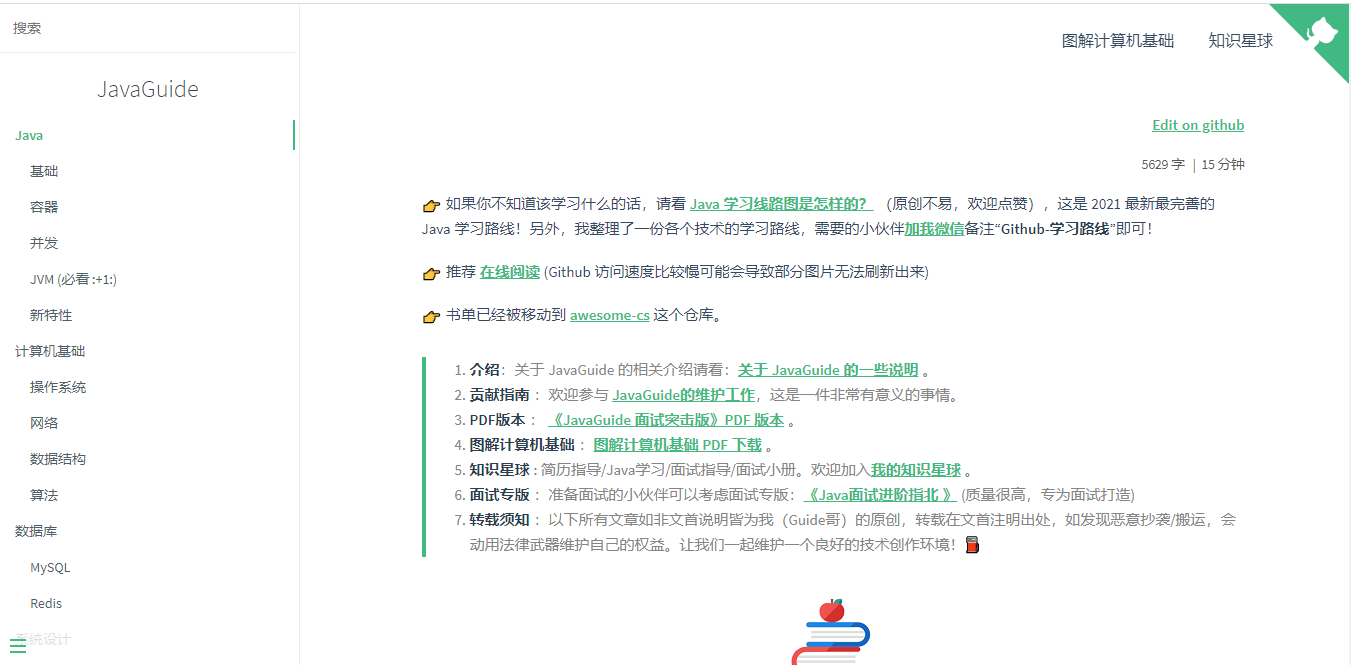 搜索
JavaGuide
Java
基础
容器
并发
JVM (必看 :+1:)
新特性
计算机基础
操作系统
网络
数据结构
算法
数据库
MySQL
Redis
系统设计
图解计算机基础 知识星球
Edit on github
5629 字 | 15 分钟
👉 如果你不知道该学习什么的话，请看 Java 学习线路图是怎样的？ （原创不易，欢迎点赞），这是 2021 最新最完善的
Java 学习路线！另外，我整理了一份各个技术的学习路线，需要的小伙伴加我微信备注“Github-学习路线”即可！
👉 推荐 在线阅读 (Github 访问速度比较慢可能会导致部分图片无法刷新出来)
👉 书单已经被移动到 awesome-cs 这个仓库。
1. 介绍：关于 JavaGuide 的相关介绍请看：关于 JavaGuide 的一些说明 。
2. 贡献指南 ：欢迎参与 JavaGuide的维护工作，这是一件非常有意义的事情。
3. PDF版本 ：《JavaGuide 面试突击版》PDF 版本 。
4. 图解计算机基础 ：图解计算机基础 PDF 下载 。
5. 知识星球 : 简历指导/Java学习/面试指导/面试小册。欢迎加入我的知识星球 。
6. 面试专版 ：准备面试的小伙伴可以考虑面试专版：《Java面试进阶指北 》 (质量很高，专为面试打造)
7. 转载须知 ：以下所有文章如非文首说明皆为我（Guide哥）的原创，转载在文首注明出处，如发现恶意抄袭/搬运，会
动用法律武器维护自己的权益。让我们一起维护一个良好的技术创作环境！